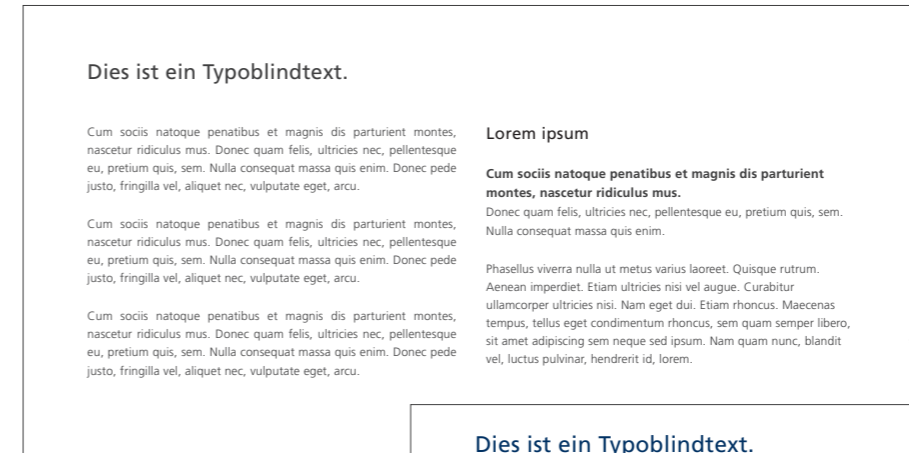 Dies ist ein Typoblindtext.
Cum sociis natoque penatibus et magnis dis parturient montes,
nascetur ridiculus mus. Donec quam felis, ultricies nec, pellentesque
eu, pretium quis, sem. Nulla consequat massa quis enim. Donec pede
justo, fringilla vel, aliquet nec, vulputate eget, arcu.
Cum sociis natoque penatibus et magnis dis parturient montes,
nascetur ridiculus mus. Donec quam felis, ultricies nec, pellentesque
eu, pretium quis, sem. Nulla consequat massa quis enim. Donec pede
justo, fringilla vel, aliquet nec, vulputate eget, arcu.
Cum sociis natoque penatibus et magnis dis parturient montes,
nascetur ridiculus mus. Donec quam felis, ultricies nec, pellentesque
eu, pretium quis, sem. Nulla consequat massa quis enim. Donec pede
justo, fringilla vel, aliquet nec, vulputate eget, arcu.
Lorem ipsum
Cum sociis natoque penatibus et magnis dis parturient
montes, nascetur ridiculus mus.
Donec quam felis, ultricies nec, pellentesque eu, pretium quis, sem.
Nulla consequat massa quis enim.
Phasellus viverra nulla ut metus varius laoreet. Quisque rutrum.
Aenean imperdiet. Etiam ultricies nisi vel augue. Curabitur
ullamcorper ultricies nisi. Nam eget dui. Etiam rhoncus. Maecenas
tempus, tellus eget condimentum rhoncus, sem quam semper libero,
sit amet adipiscing sem neque sed ipsum. Nam quam nunc, blandit
vel, luctus pulvinar, hendrerit id, lorem.
Dies ist ein Typoblindtext.